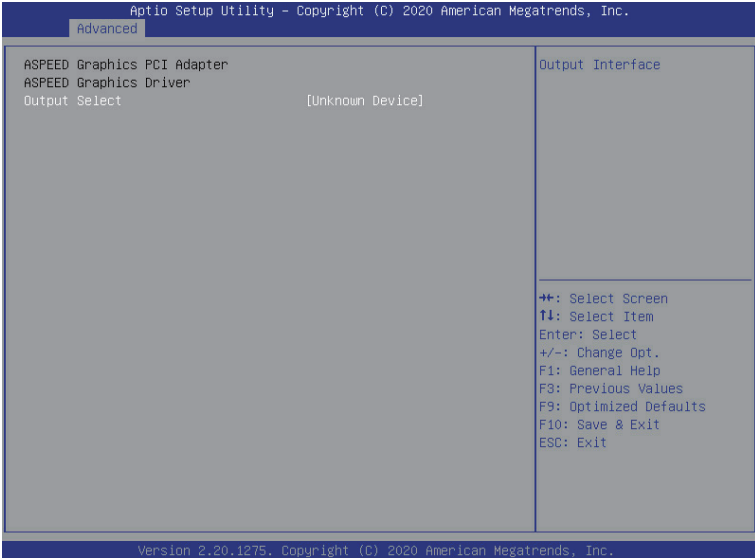 Aptio Setup Utility – Copyright (C) 2020 American Megatrends, Inc.
Advanced
ASPEED Graphics PCI Adapter
ASPEED Graphics Driver
Output Select [Unknown Device]
Output Interface
→←: Select Screen
↑↓: Select Item
Enter: Select
+/-: Change Opt.
F1: General Help
F3: Previous Values
F9: Optimized Defaults
F10: Save & Exit
ESC: Exit
Version 2.20.1275. Copyright (C) 2020 American Megatrends, Inc.